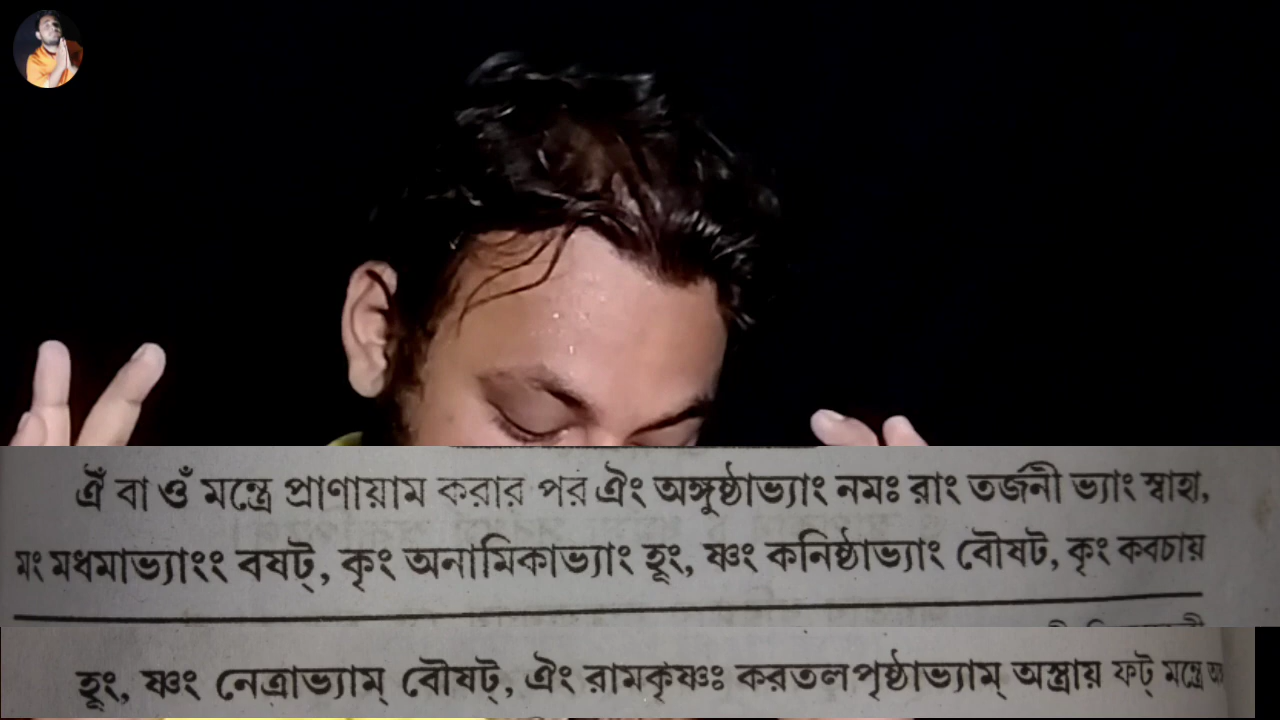 ঐঁ বা ওঁ মন্ত্রে প্রাণায়াম করার পর ঐং অঙ্গুষ্ঠাভ্যাং নমঃ রাং তর্জনী ভ্যাং স্বাহা,
মং মধমাভ্যাংং বষট্, কৃং অনামিকাভ্যাং হূং, ষ্ণং কনিষ্ঠাভ্যাং বৌষট, কৃং কবচায়
হূং, ষ্ণং নেত্রাভ্যাম্ বৌষট্, ঐং রামকৃষ্ণঃ করতলপৃষ্ঠাভ্যাম্ অস্ত্রায় ফট্ মন্ত্রে